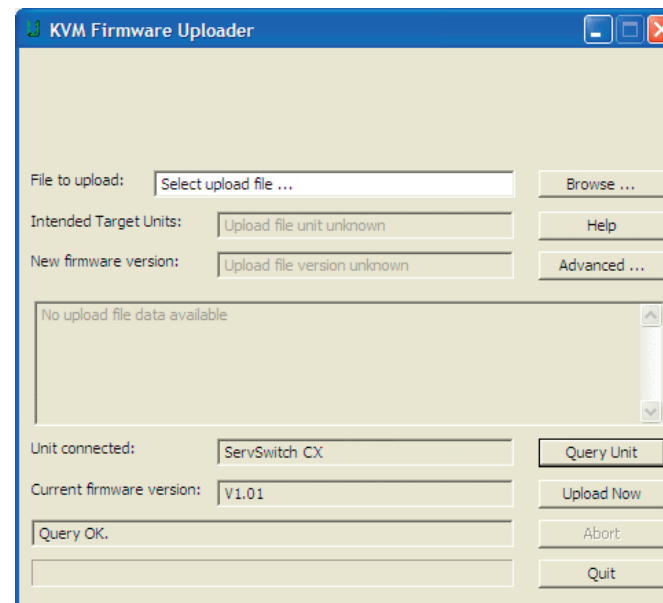 KVM Firmware Uploader
File to upload: Select upload file ... Browse ...
Intended Target Units: Upload file unit unknown Help
New firmware version: Upload file version unknown Advanced ...
No upload file data available
Unit connected: ServSwitch CX Query Unit
Current firmware version: V1.01 Upload Now
Query OK. Abort
Quit